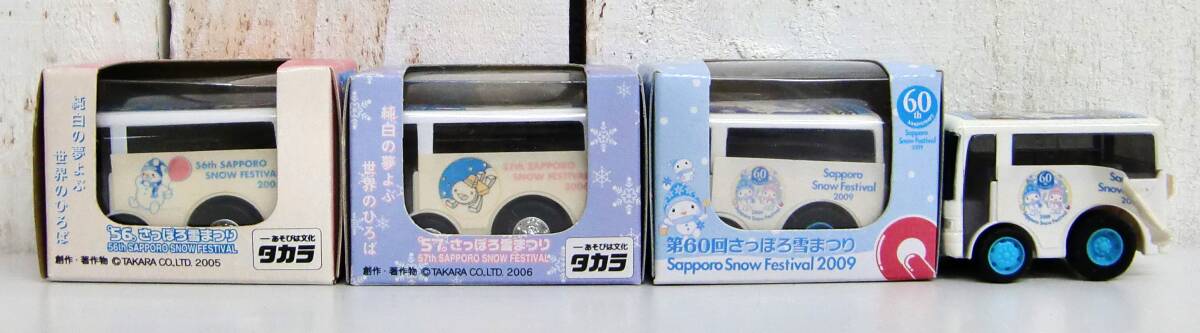 純白の夢よぶ
世界のひろば
56th SAPPORO
SNOW FESTIVAL
'56th さっぽろ雪まつり
56th SAPPORO SNOW FESTIVAL
創作・著作物 ©TAKARA CO.,LTD. 2005
ーあそびは文化
タカラ
純白の夢よぶ
世界のひろば
57th SAPPORO
SNOW FESTIVAL
'57th さっぽろ雪まつり
57th SAPPORO SNOW FESTIVAL
創作・著作物 ©TAKARA CO.,LTD. 2006
ーあそびは文化
タカラ
60th
ANNIVERSARY
Sapporo
Snow Festival
2009
60
Sapporo
Snow Festival
2009
第60回さっぽろ雪まつり
Sapporo Snow Festival 2009
60